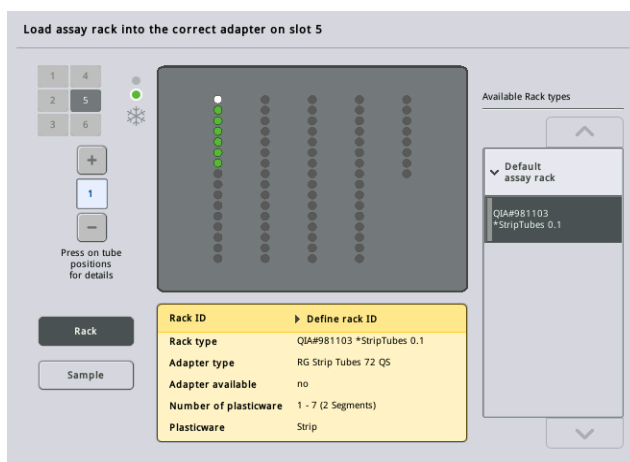 Load assay rack into the correct adapter on slot 5
1 4
2 5
3 6
+
1
−
Press on tube
positions
for details
Rack
Sample
Available Rack types
Default
assay rack
QIA#981103
*StripTubes 0.1
Rack ID Define rack ID
Rack type QIA#981103 *StripTubes 0.1
Adapter type RG Strip Tubes 72 QS
Adapter available no
Number of plasticware 1 - 7 (2 Segments)
Plasticware Strip